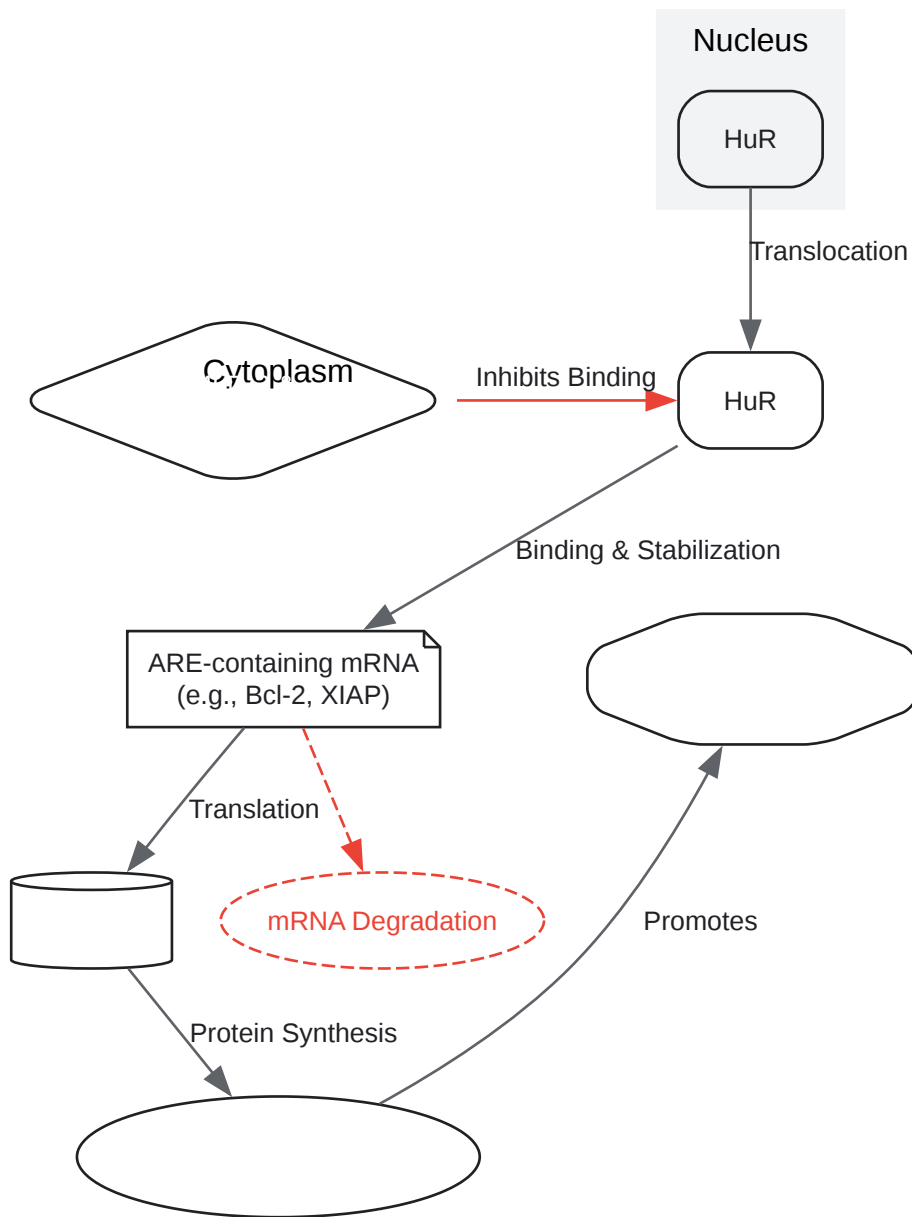 Nucleus
HuR
Translocation
Cytoplasm
Inhibits Binding
HuR
Binding & Stabilization
ARE-containing mRNA
(e.g., Bcl-2, XIAP)
Translation
mRNA Degradation
Promotes
Protein Synthesis